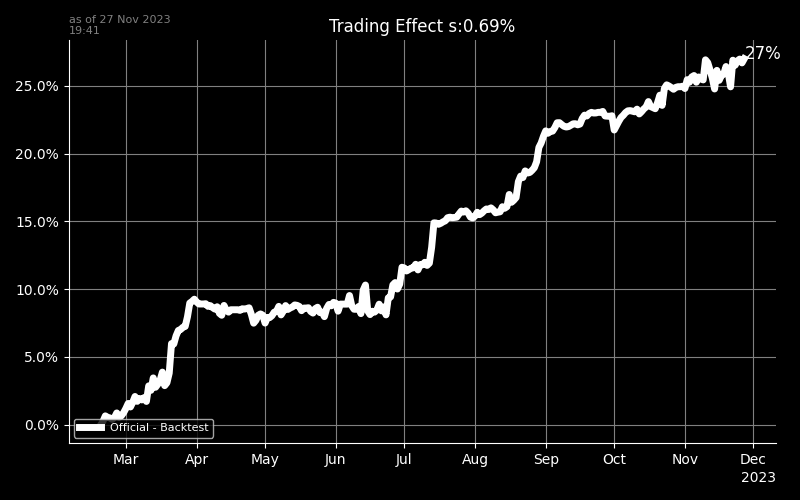 as of 27 Nov 2023
19:41
Trading Effect s:0.69%
27%
25.0%
20.0%
15.0%
10.0%
5.0%
0.0%
Official - Backtest
Mar Apr May Jun Jul Aug Sep Oct Nov Dec
2023